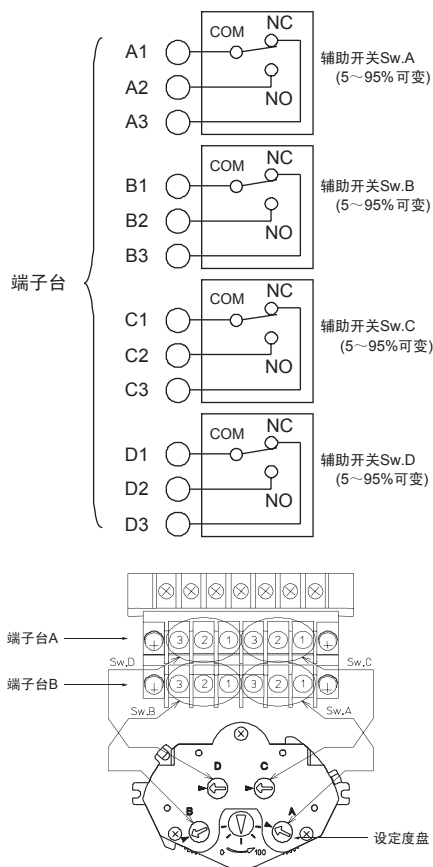 COM
NC
A1
A2
NO
A3
辅助开关Sw.A
(5～95%可变)
COM
NC
B1
B2
NO
B3
辅助开关Sw.B
(5～95%可变)
端子台
COM
NC
C1
C2
NO
C3
辅助开关Sw.C
(5～95%可变)
COM
NC
D1
D2
NO
D3
辅助开关Sw.D
(5～95%可变)
端子台A
3 2 1 3 2 1
Sw.D
Sw.C
端子台B
3 2 1 3 2 1
Sw.B
Sw.A
D
C
B
A
0
100
设定度盘